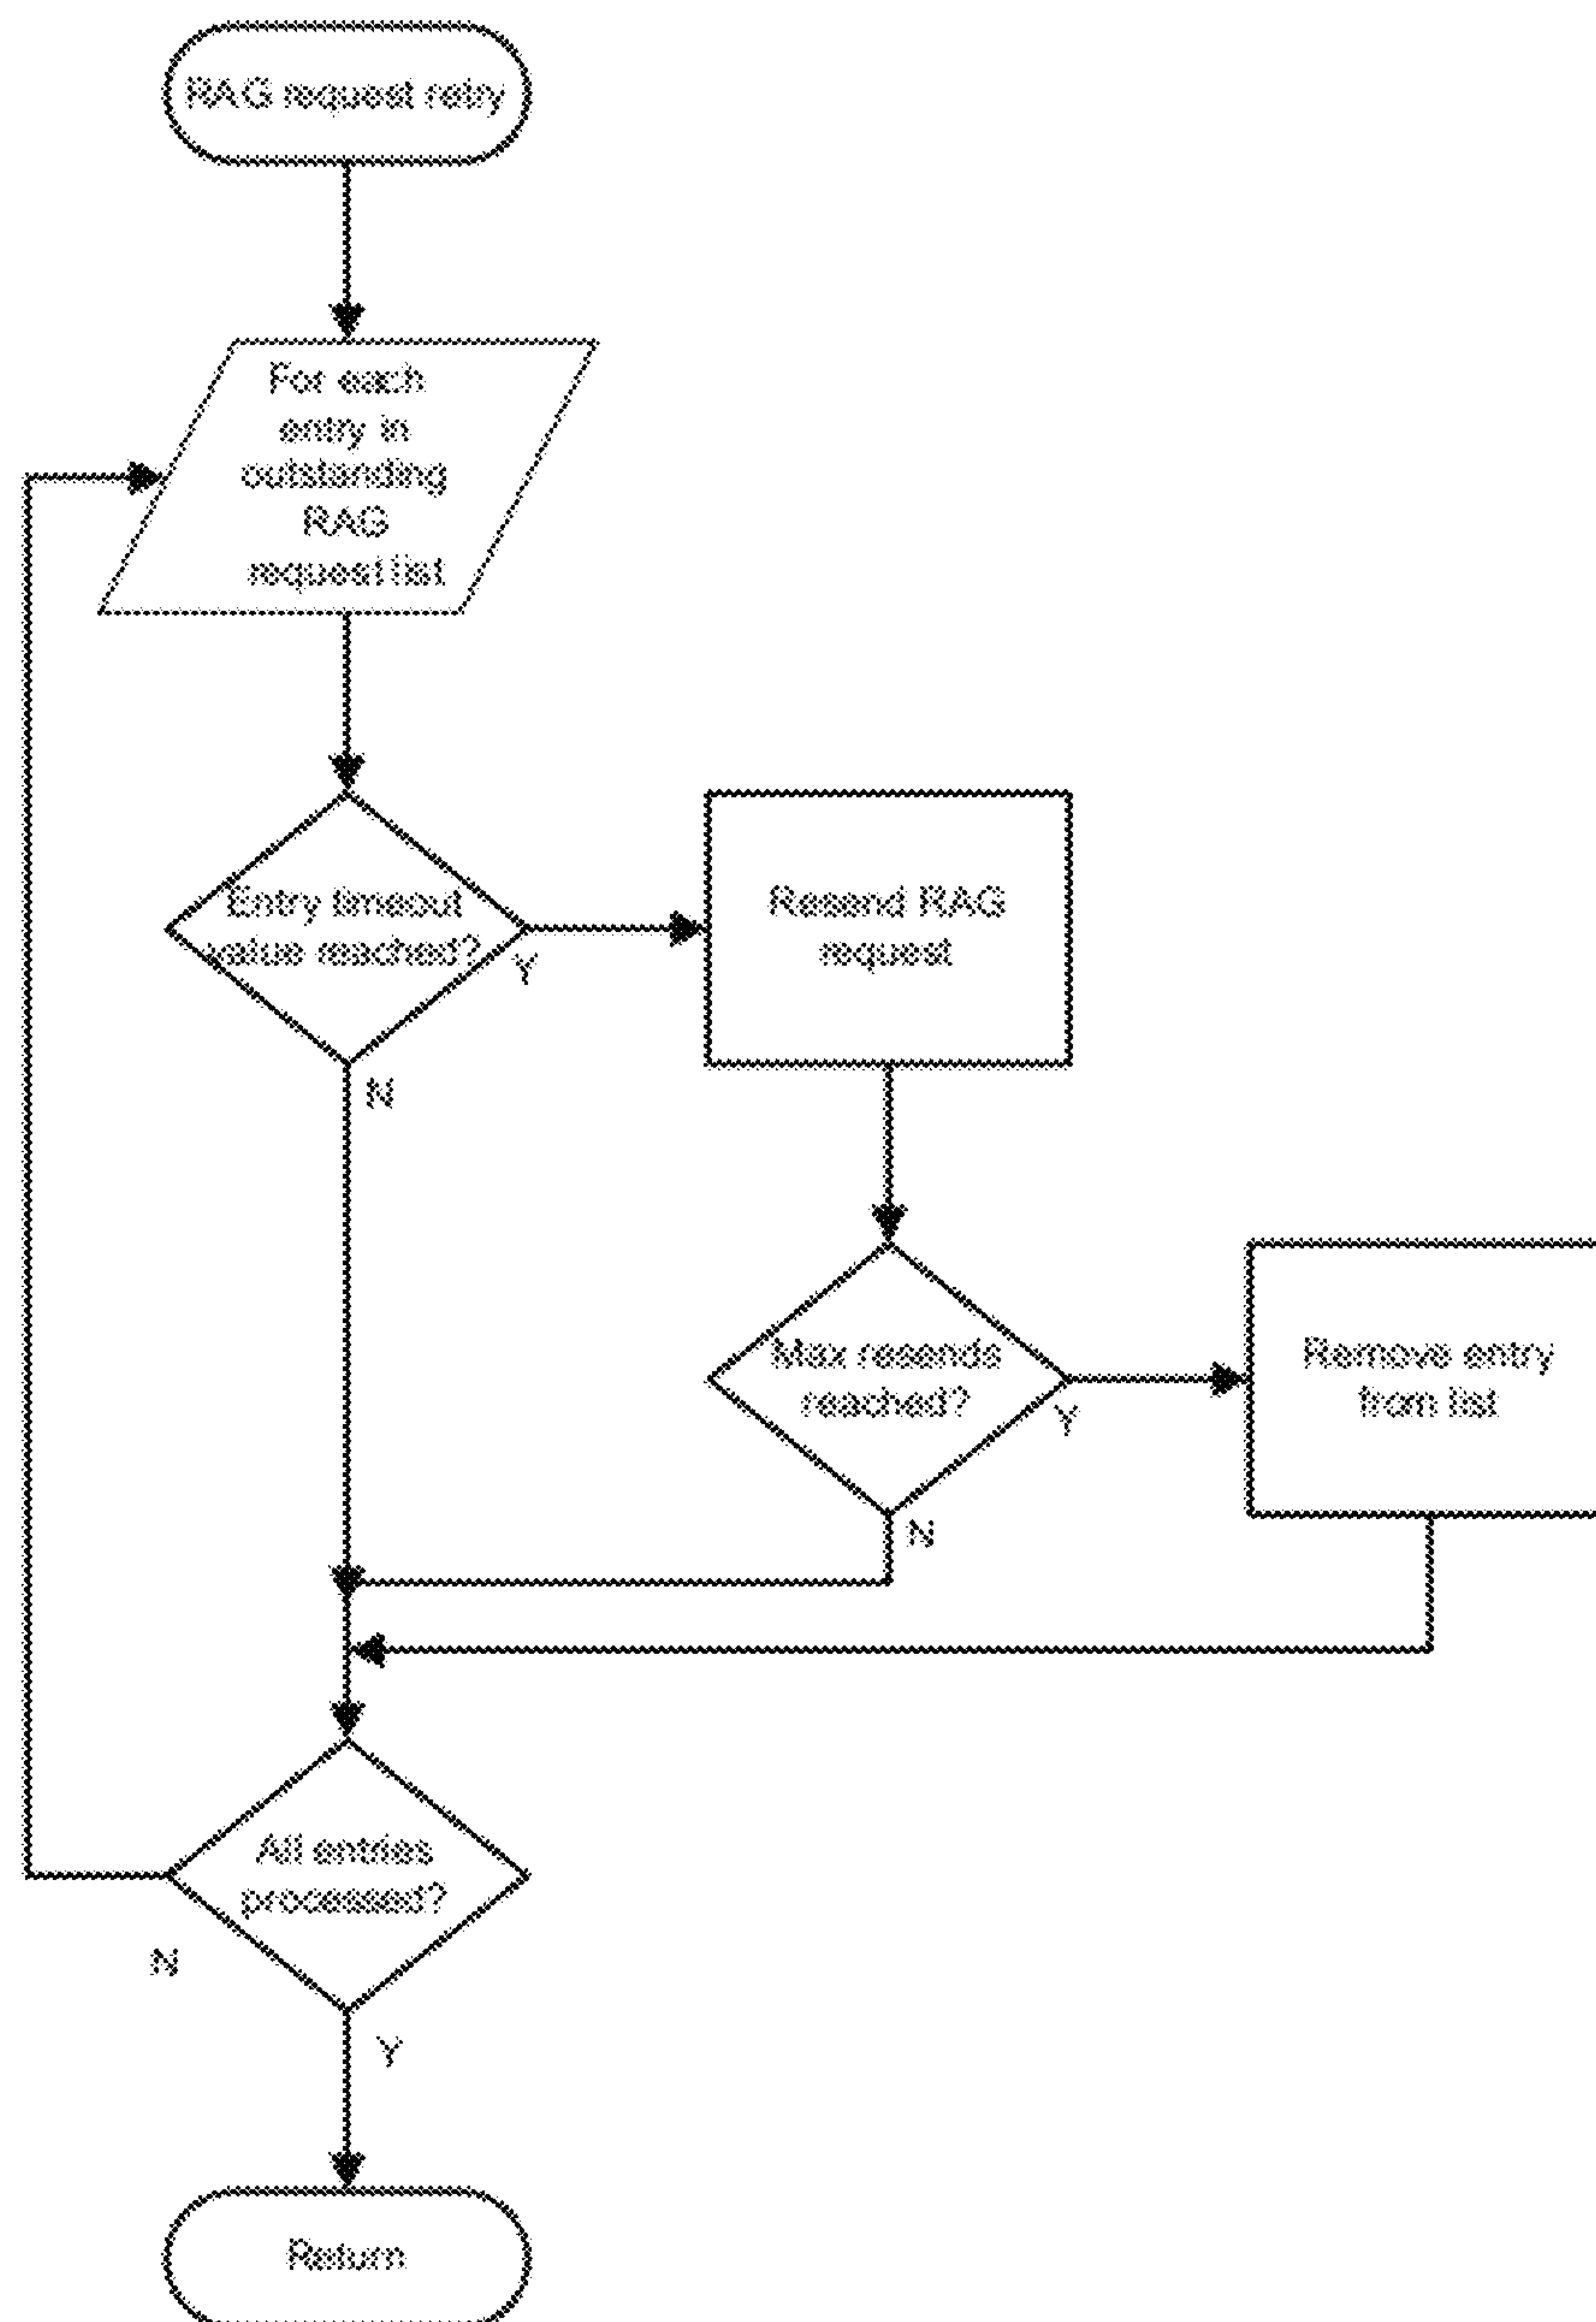 RAG request retry
For each
entry in
outstanding
RAG
request list
Entry timeout
value reached?
Y
N
Resend RAG
request
Max resends
reached?
Y
N
Remove entry
from list
All entries
processed?
N
Y
Return